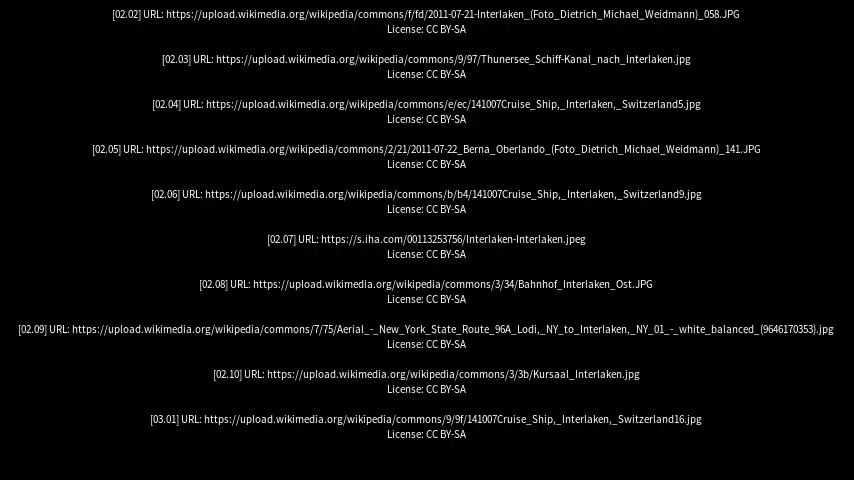 [02.02] URL: https://upload.wikimedia.org/wikipedia/commons/f/fd/2011-07-21-Interlaken_(Foto_Dietrich_Michael_Weidmann)_058.JPG
License: CC BY-SA
[02.03] URL: https://upload.wikimedia.org/wikipedia/commons/9/97/Thunersee_Schiff-Kanal_nach_Interlaken.jpg
License: CC BY-SA
[02.04] URL: https://upload.wikimedia.org/wikipedia/commons/e/ec/141007Cruise_Ship,_Interlaken,_Switzerland5.jpg
License: CC BY-SA
[02.05] URL: https://upload.wikimedia.org/wikipedia/commons/2/21/2011-07-22_Berna_Oberlando_(Foto_Dietrich_Michael_Weidmann)_141.JPG
License: CC BY-SA
[02.06] URL: https://upload.wikimedia.org/wikipedia/commons/b/b4/141007Cruise_Ship,_Interlaken,_Switzerland9.jpg
License: CC BY-SA
[02.07] URL: https://s.iha.com/00113253756/Interlaken-Interlaken.jpeg
License: CC BY-SA
[02.08] URL: https://upload.wikimedia.org/wikipedia/commons/3/34/Bahnhof_Interlaken_Ost.JPG
License: CC BY-SA
[02.09] URL: https://upload.wikimedia.org/wikipedia/commons/7/75/Aerial_-_New_York_State_Route_96A_Lodi,_NY_to_Interlaken,_NY_01_-_white_balanced_(9646170353).jpg
License: CC BY-SA
[02.10] URL: https://upload.wikimedia.org/wikipedia/commons/3/3b/Kursaal_Interlaken.jpg
License: CC BY-SA
[03.01] URL: https://upload.wikimedia.org/wikipedia/commons/9/9f/141007Cruise_Ship,_Interlaken,_Switzerland16.jpg
License: CC BY-SA